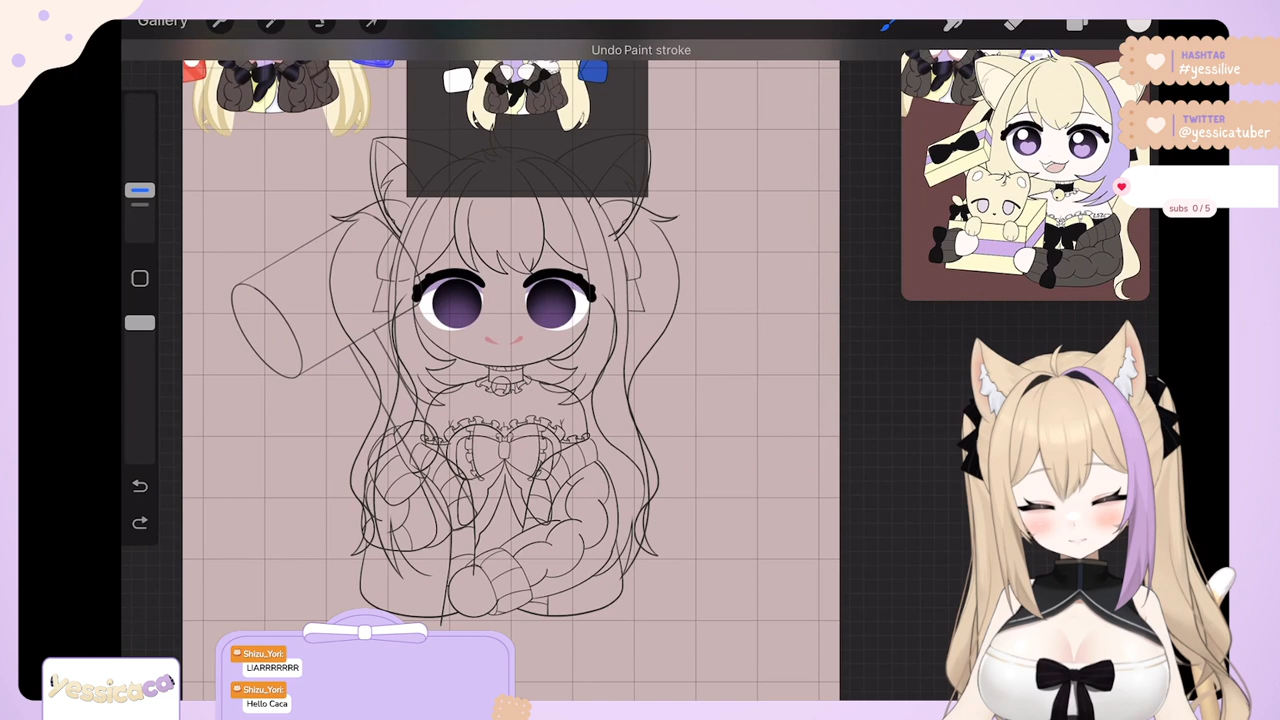 Gallery
Undo Paint stroke
HASHTAG
#yessilive
TWITTER
@yessicatuber
subs 0/5
Shizu_Yori:
LIARRRRRRR
Shizu_Yori:
Hello Caca
yessicaca